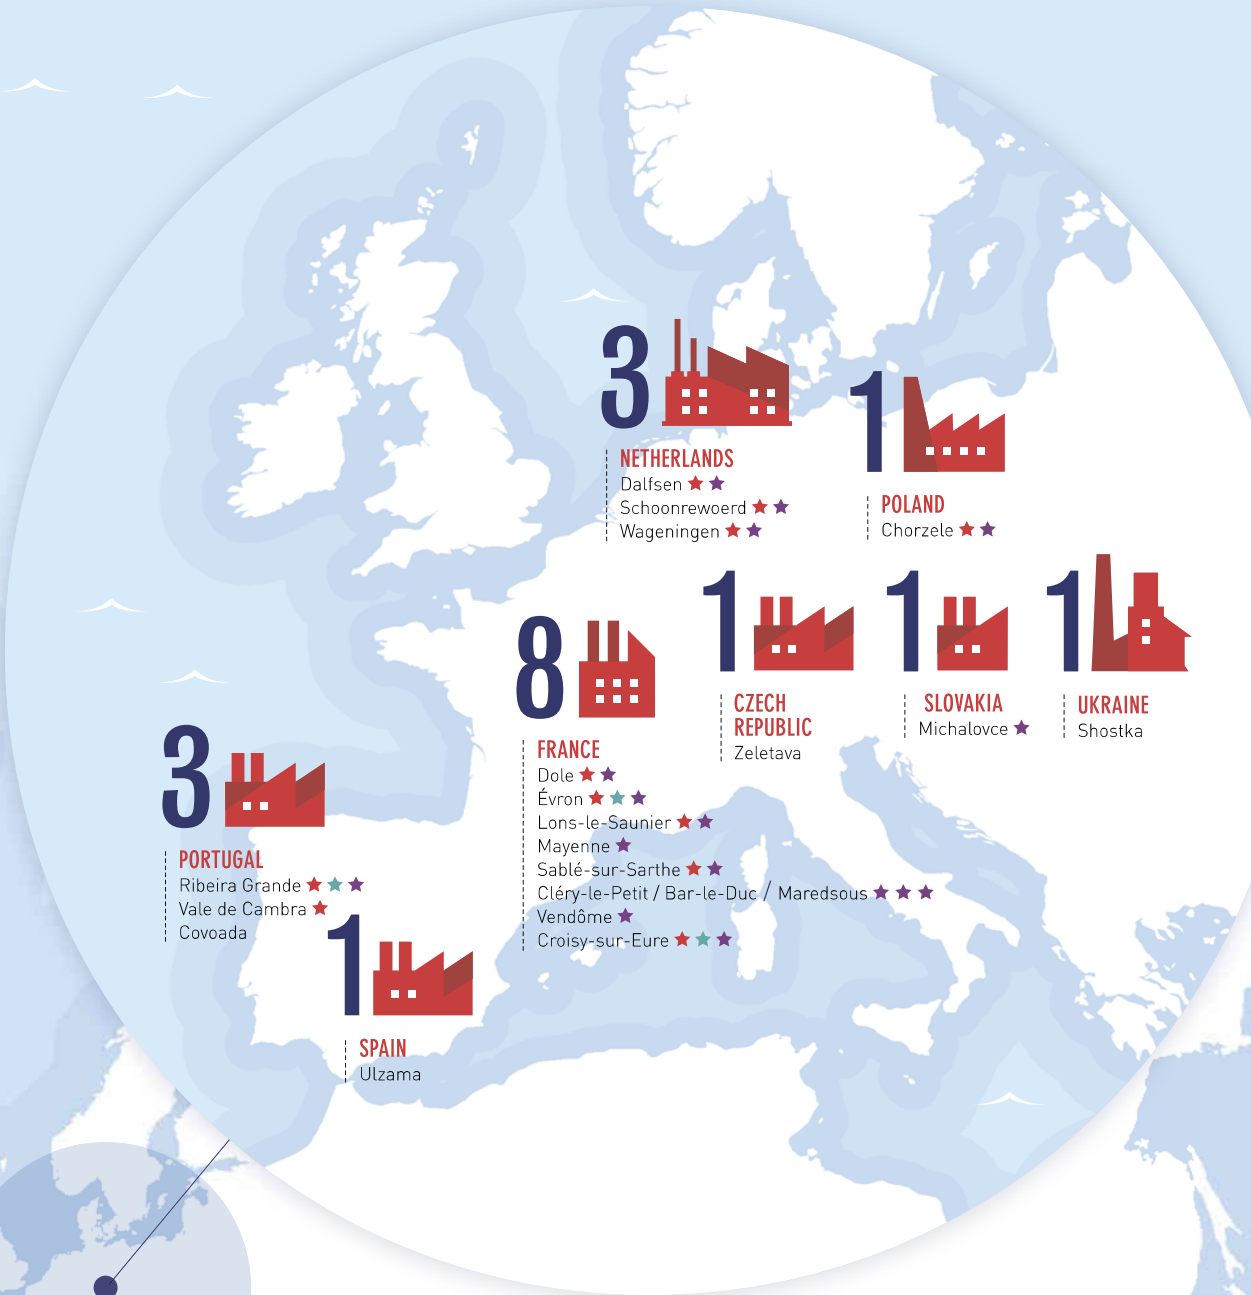 3
NETHERLANDS
Dalfsen ★ ★
Schoonrewoerd ★ ★
Wageningen ★ ★
1
POLAND
Chorzele ★ ★
1
CZECH
REPUBLIC
Zeletava
1
SLOVAKIA
Michalovce ★
1
UKRAINE
Shostka
8
FRANCE
Dole ★ ★
Évron ★ ★ ★
Lons-le-Saunier ★ ★
Mayenne ★
Sablé-sur-Sarthe ★ ★
Cléry-le-Petit / Bar-le-Duc / Maredsous ★ ★ ★
Vendôme ★
Croisy-sur-Eure ★ ★ ★
3
PORTUGAL
Ribeira Grande ★ ★ ★
Vale de Cambra ★
Covoada
1
SPAIN
Ulzama